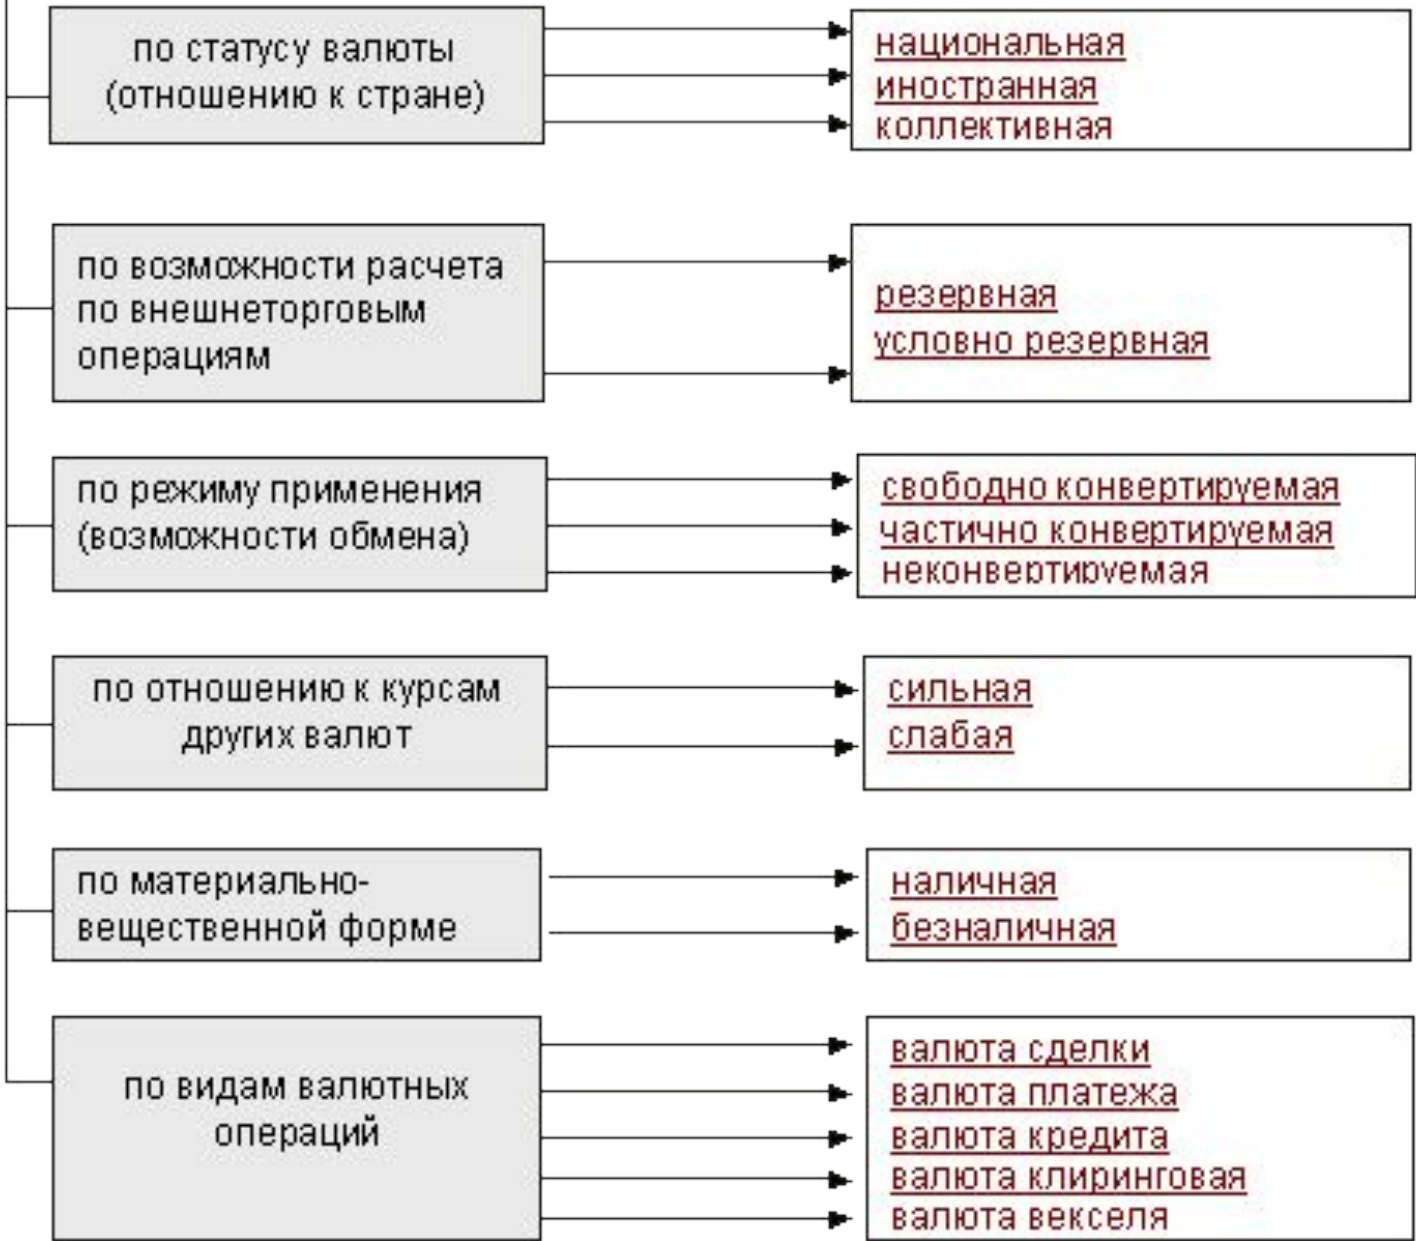 по статусу валюты
(отношению к стране)
национальная
иностранная
коллективная
по возможности расчета
по внешнеторговым
операциям
резервная
условно резервная
по режиму применения
(возможности обмена)
свободно конвертируемая
частично конвертируемая
неконвертируемая
по отношению к курсам
других валют
сильная
слабая
по материально-
вещественной форме
наличная
безналичная
по видам валютных
операций
валюта сделки
валюта платежа
валюта кредита
валюта клиринговая
валюта векселя